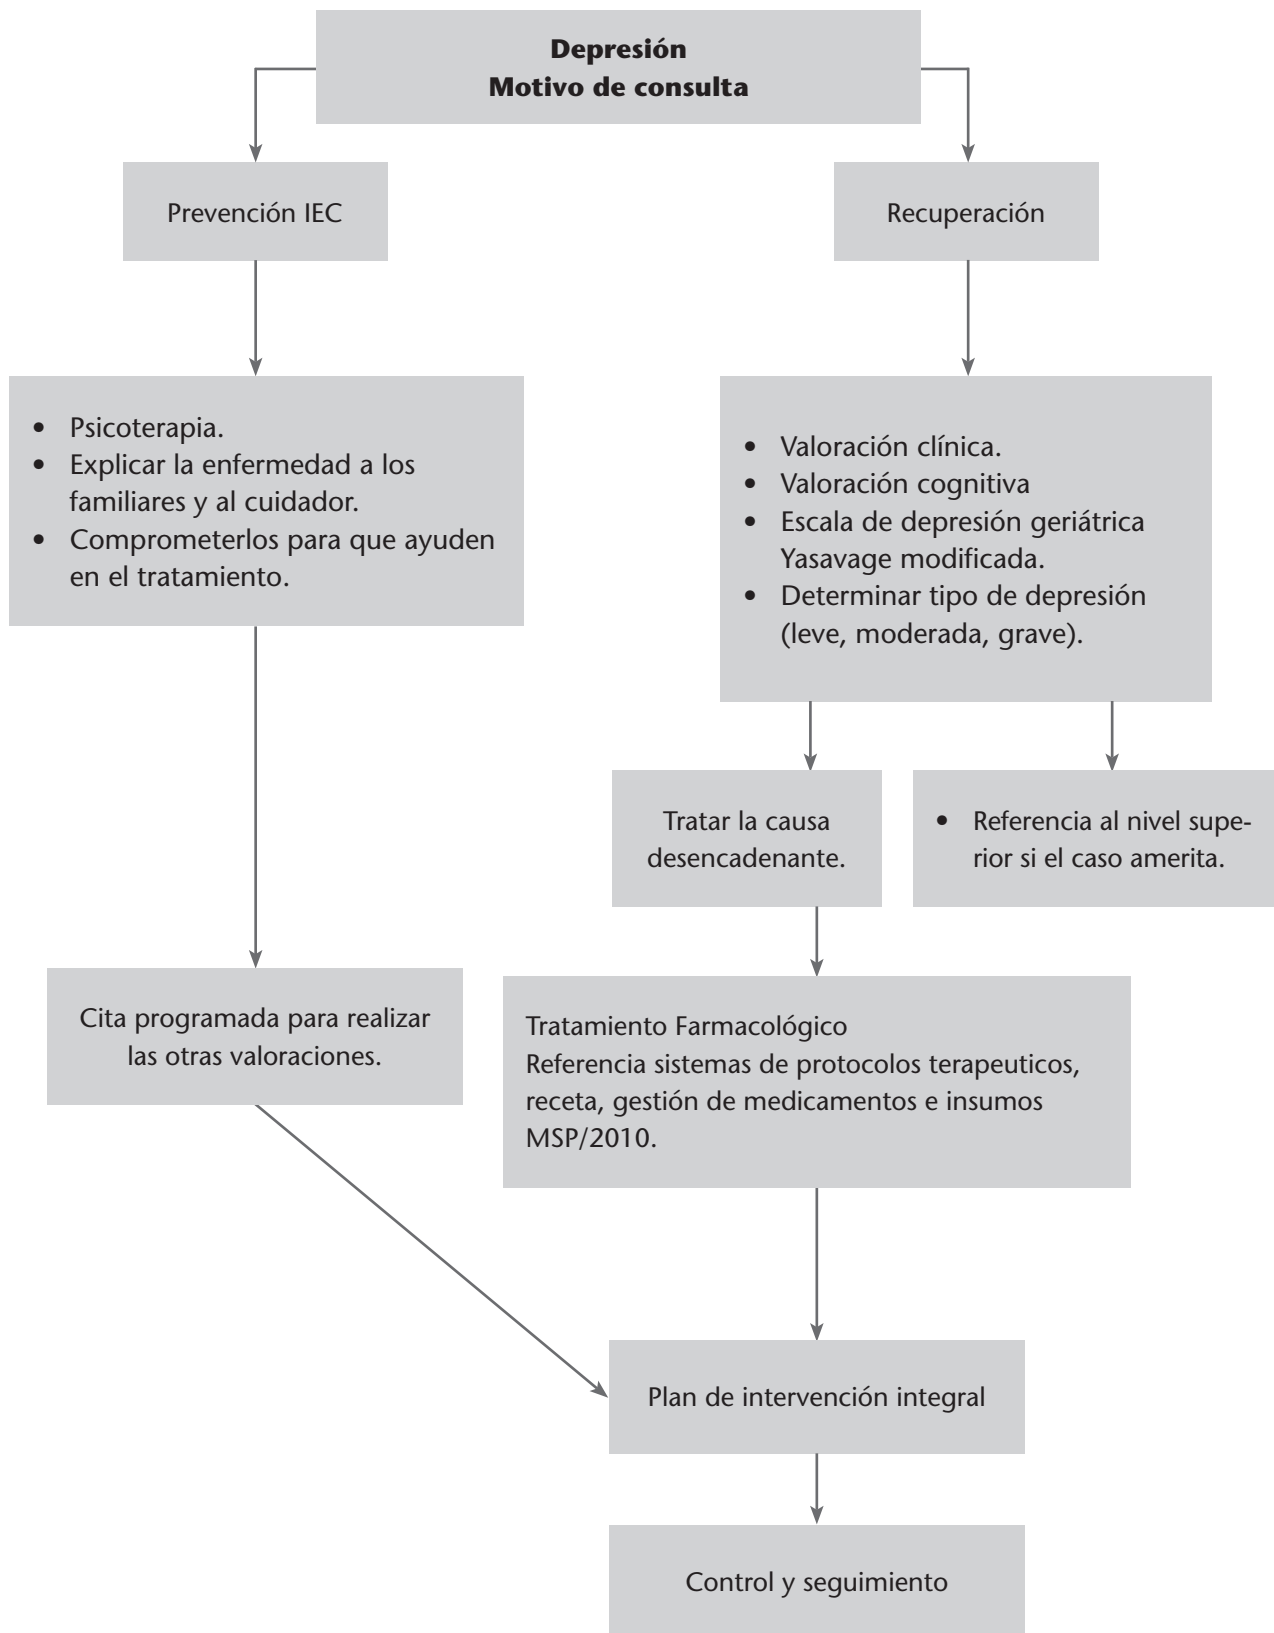 Depresión
Motivo de consulta
Prevención IEC
Recuperación
• Psicoterapia.
• Explicar la enfermedad a los
familiares y al cuidador.
• Comprometerlos para que ayuden
en el tratamiento.
• Valoración clínica.
• Valoración cognitiva
• Escala de depresión geriátrica
Yasavage modificada.
• Determinar tipo de depresión
(leve, moderada, grave).
Tratar la causa
desencadenante.
• Referencia al nivel supe-
rior si el caso amerita.
Cita programada para realizar
las otras valoraciones.
Tratamiento Farmacológico
Referencia sistemas de protocolos terapeuticos,
receta, gestión de medicamentos e insumos
MSP/2010.
Plan de intervención integral
Control y seguimiento